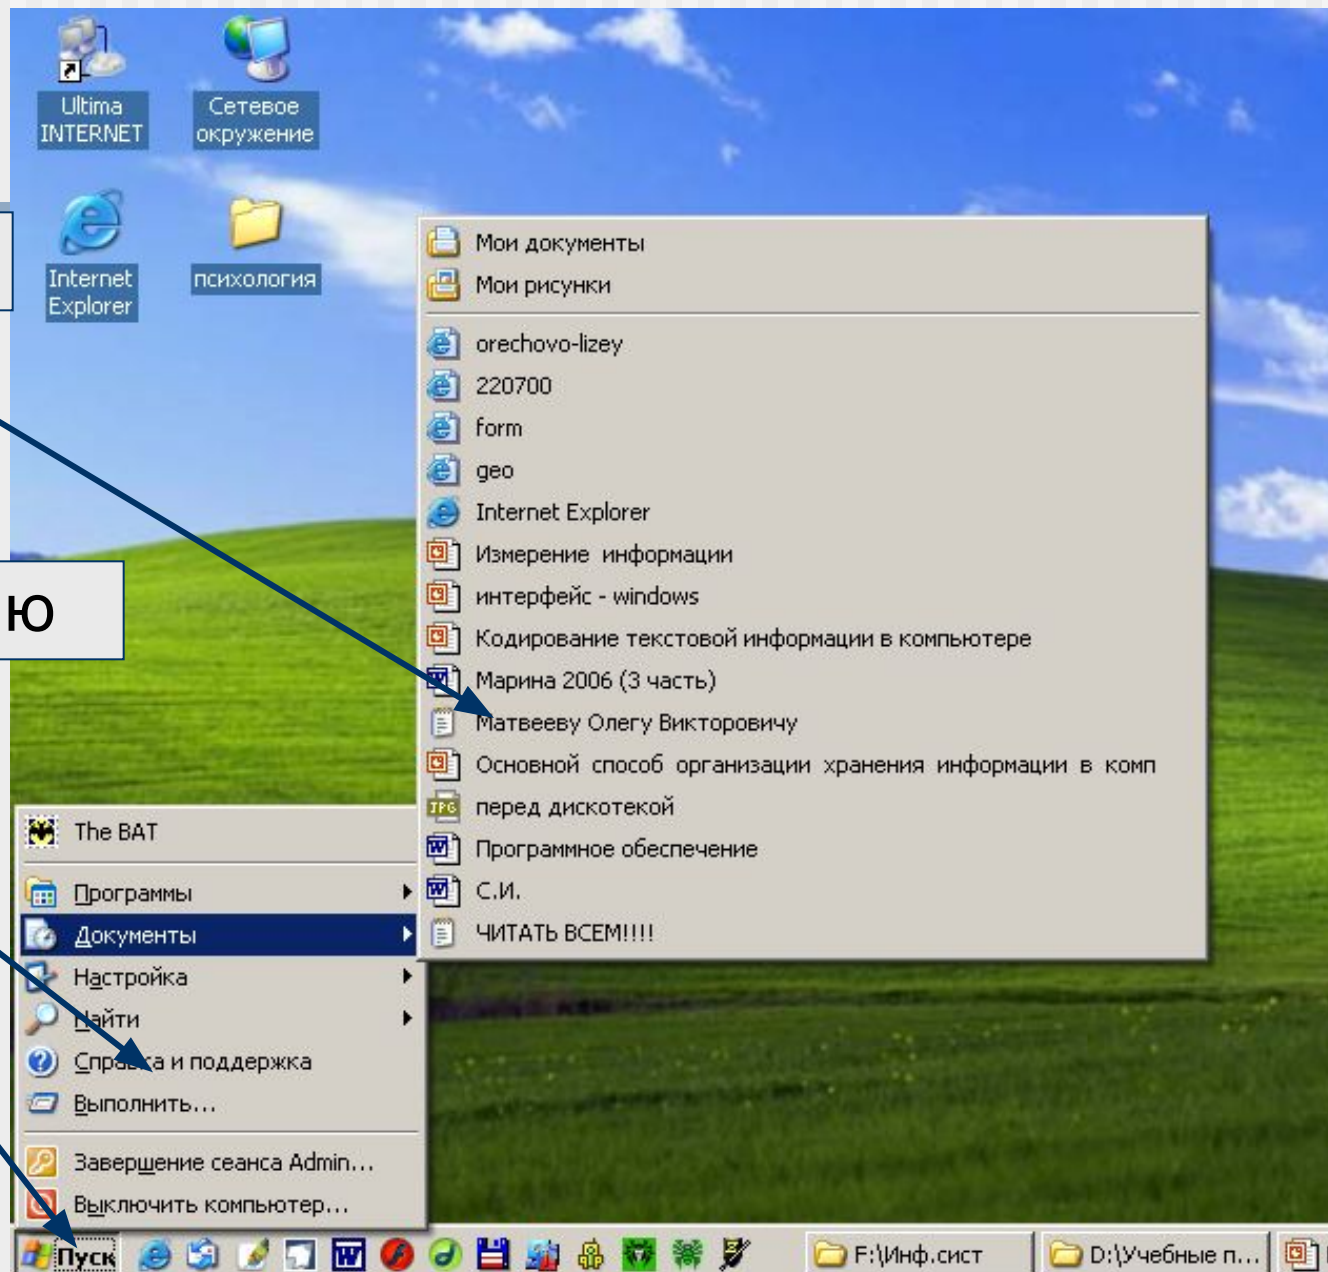 Ultima
INTERNET
Сетевое
окружение
Internet
Explorer
психология
ю
Мои документы
Мои рисунки
orechovo-lizey
220700
form
geo
Internet Explorer
Измерение информации
интерфейс - windows
Кодирование текстовой информации в компьютере
Марина 2006 (3 часть)
Матвееву Олегу Викторовичу
Основной способ организации хранения информации в комп
перед дискотекой
Программное обеспечение
С.И.
ЧИТАТЬ ВСЕМ!!!!
The BAT
Программы
Документы
Настройка
Найти
Справка и поддержка
Выполнить...
Завершение сеанса Admin...
Выключить компьютер...
Пуск
F:\Инф.сист
D:\Учебные п...